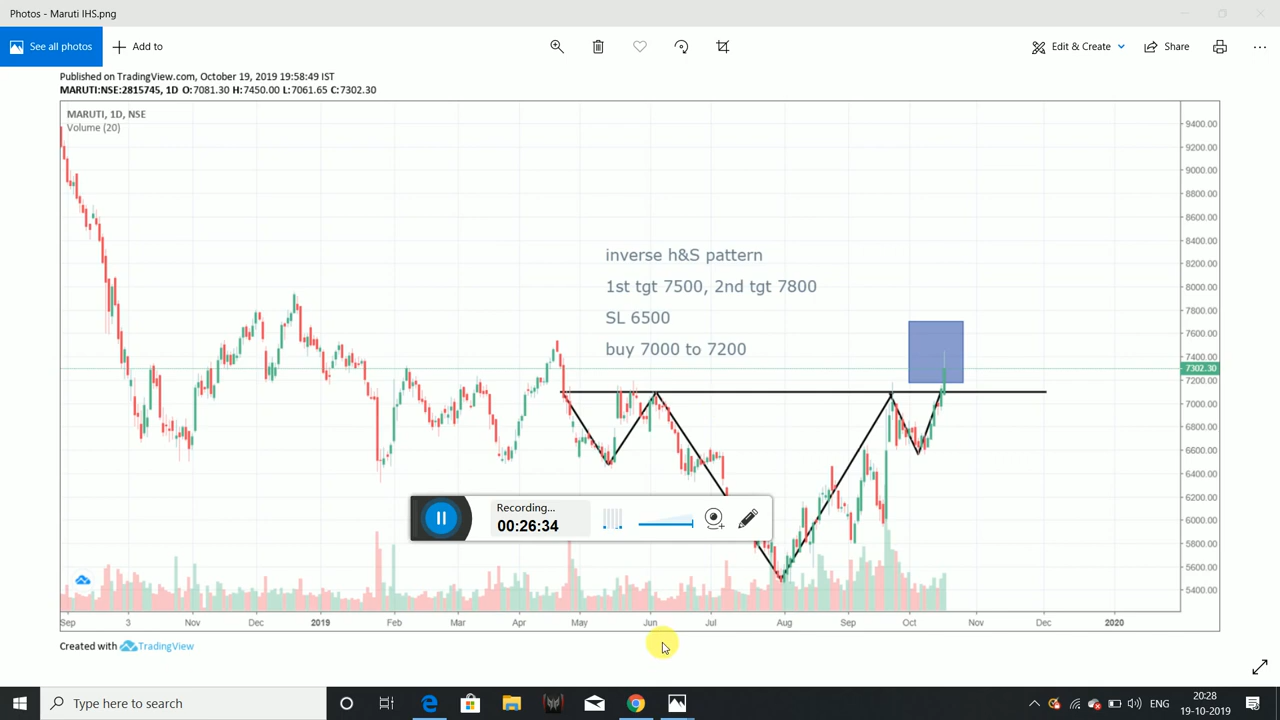 Photos - Maruti IHS.png
See all photos
Add to
Edit & Create
Share
Published on TradingView.com, October 19, 2019 19:58:49 IST
MARUTI:NSE:2815745, 1D O:7081.30 H:7450.00 L:7061.65 C:7302.30
MARUTI, 1D, NSE
Volume (20)
inverse h&S pattern
1st tgt 7500, 2nd tgt 7800
SL 6500
buy 7000 to 7200
9400.00
9200.00
9000.00
8800.00
8600.00
8400.00
8200.00
8000.00
7800.00
7600.00
7400.00
7302.30
7200.00
7000.00
6800.00
6600.00
6400.00
6200.00
6000.00
5800.00
5600.00
5400.00
Recording...
00:26:34
Sep 3 Nov Dec 2019 Feb Mar Apr May Jun Jul Aug Sep Oct Nov Dec 2020
Created with TradingView
Type here to search
ENG
20:28
19-10-2019